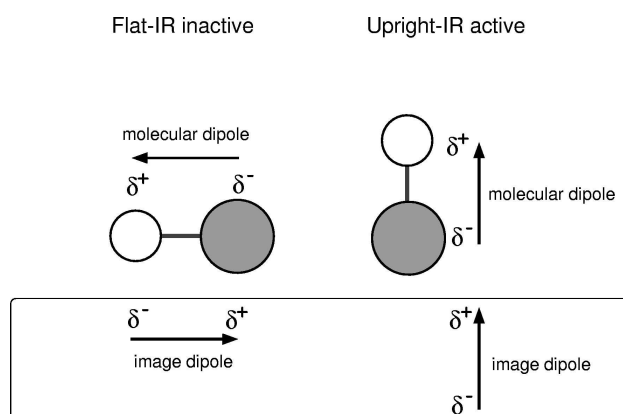 Flat-IR inactive
Upright-IR active
molecular dipole
δ+ δ-
δ+
molecular dipole
δ-
δ- δ+
image dipole
δ+
image dipole
δ-